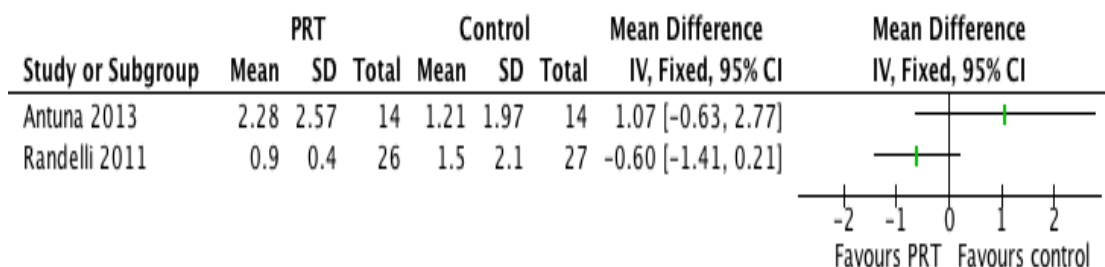 PRT Control Mean Difference Mean Difference
Study or Subgroup Mean SD Total Mean SD Total IV, Fixed, 95% CI IV, Fixed, 95% CI
Antuna 2013 2.28 2.57 14 1.21 1.97 14 1.07 [−0.63, 2.77]
Randelli 2011 0.9 0.4 26 1.5 2.1 27 −0.60 [−1.41, 0.21]
−2 −1 0 1 2
Favours PRT Favours control